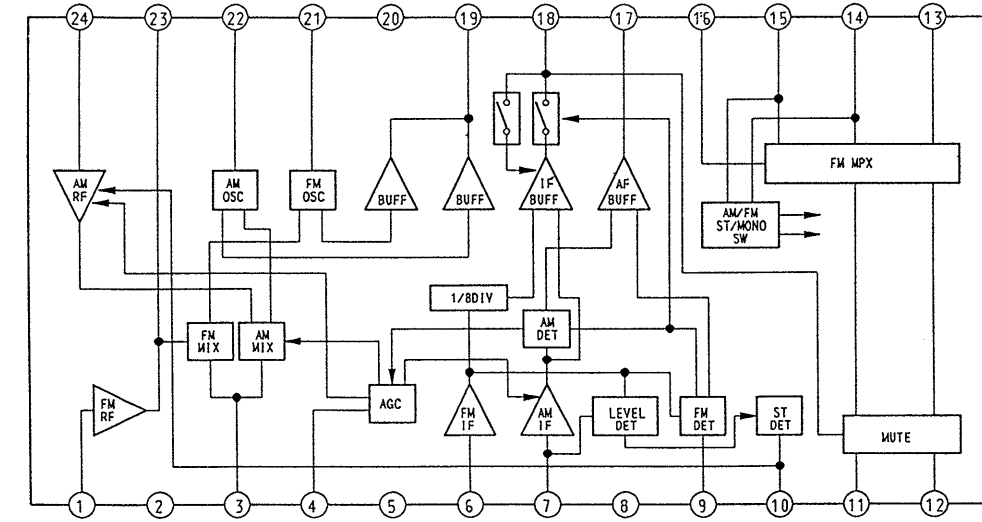 24 23 22 21 20 19 18 17 16 15 14 13
FM MPX
AM
RF
AM
OSC
FM
OSC
BUFF
BUFF
IF
BUFF
AF
BUFF
AM/FM
ST/MONO
SW
1/8DIV
AM
DET
FM
MIX
AM
MIX
AGC
FM
RF
FM
IF
AM
IF
LEVEL
DET
FM
DET
ST
DET
MUTE
1 2 3 4 5 6 7 8 9 10 11 12